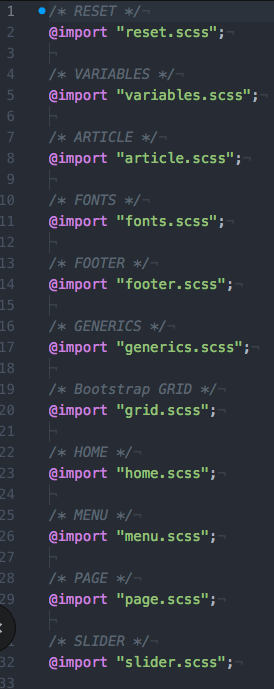 1 /* RESET */¬
2 @import "reset.scss";¬
3 ¬
4 /* VARIABLES */¬
5 @import "variables.scss";¬
6 ¬
7 /* ARTICLE */¬
8 @import "article.scss";¬
9 ¬
10 /* FONTS */¬
11 @import "fonts.scss";¬
12 ¬
13 /* FOOTER */¬
14 @import "footer.scss";¬
15 ¬
16 /* GENERICS */¬
17 @import "generics.scss";¬
18 ¬
19 /* Bootstrap GRID */¬
20 @import "grid.scss";¬
21 ¬
22 /* HOME */¬
23 @import "home.scss";¬
24 ¬
25 /* MENU */¬
26 @import "menu.scss";¬
27 ¬
28 /* PAGE */¬
29 @import "page.scss";¬
¬
/* SLIDER */¬
32 @import "slider.scss";¬
33